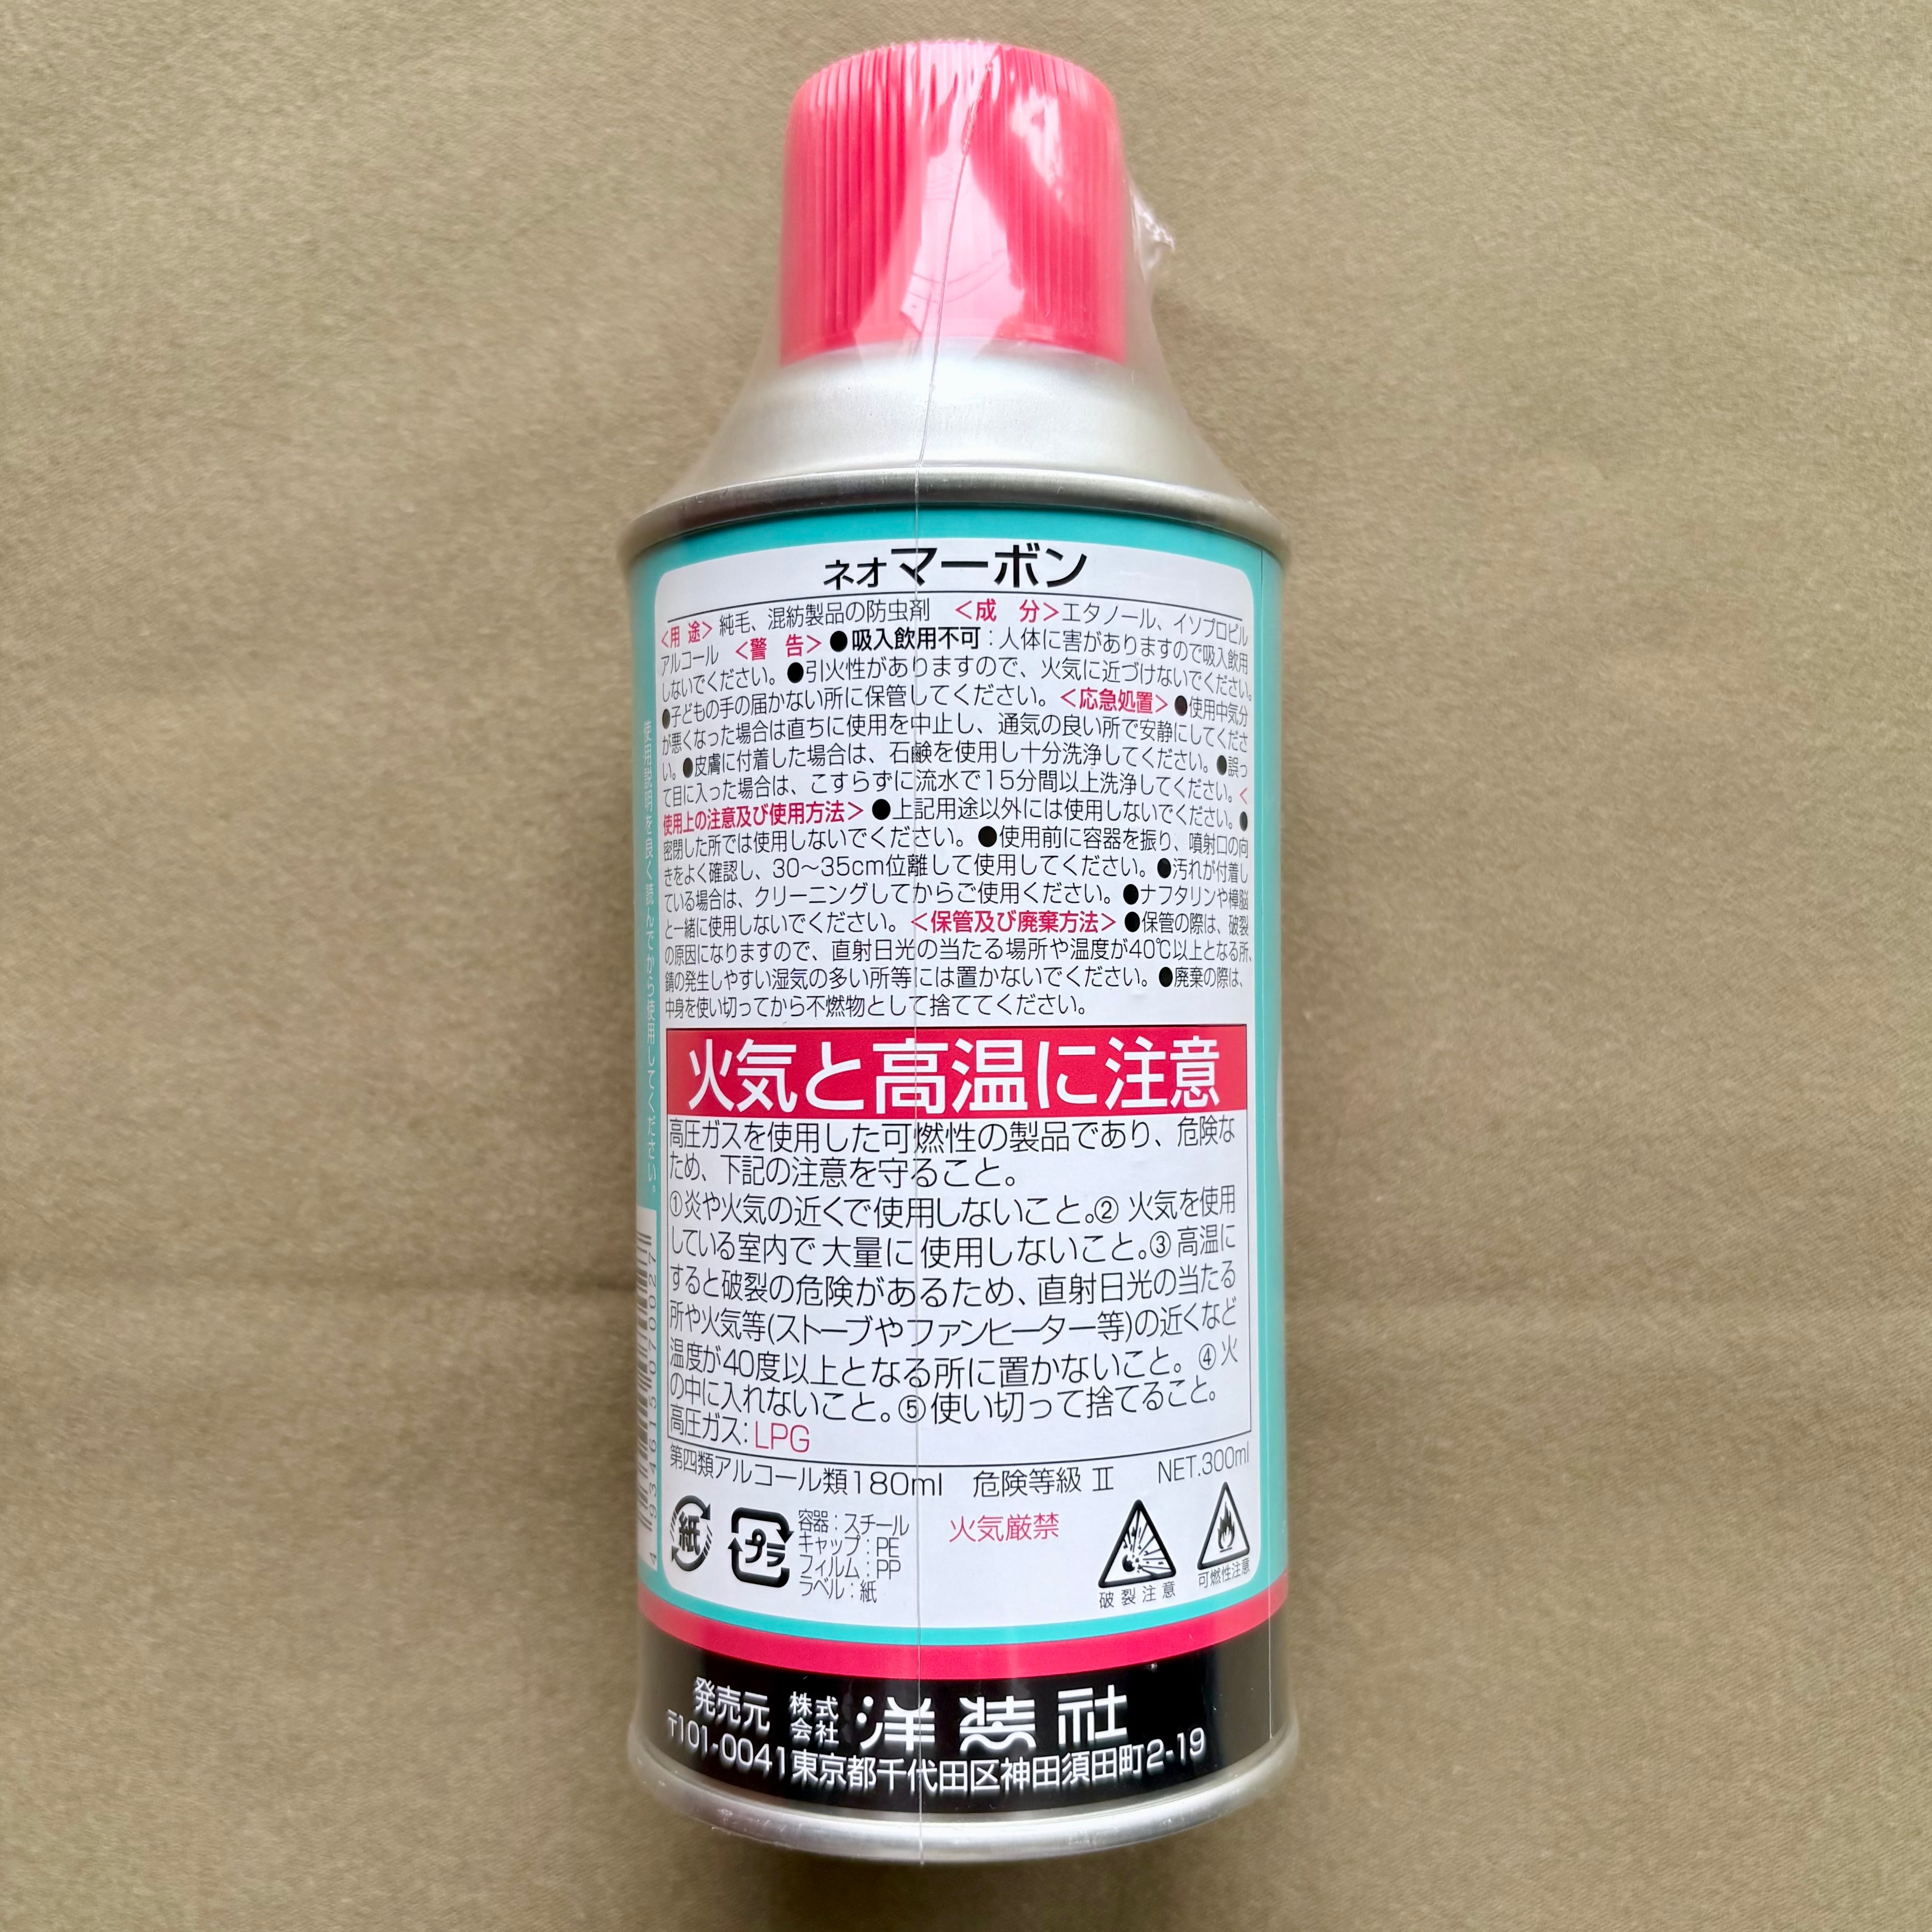 ネオマーボン
<用 途>純毛、混紡製品の防虫剤 <成 分>エタノール、イソプロピル
アルコール <警 告>●吸入飲用不可:人体に害がありますので吸入飲用
しないでください。●引火性がありますので、火気に近づけないでください。
●子どもの手の届かない所に保管してください。<応急処置>●使用中気分
が悪くなった場合は直ちに使用を中止し、通気の良い所で安静にしてくださ
い。●皮膚に付着した場合は、石鹸を使用し十分洗浄してください。●誤っ
て目に入った場合は、こすらずに流水で15分間以上洗浄してください。<
使用上の注意及び使用方法>●上記用途以外には使用しないでください。●
密閉した所では使用しないでください。●使用前に容器を振り、噴射口の向
きをよく確認し、30〜35cm位離して使用してください。●汚れが付着し
ている場合は、クリーニングしてからご使用ください。●ナフタリンや樟脳
と一緒に使用しないでください。<保管及び廃棄方法>●保管の際は、破裂
の原因になりますので、直射日光の当たる場所や温度が40℃以上となる所、
錆の発生しやすい湿気の多い所等には置かないでください。●廃棄の際は、
中身を使い切ってから不燃物として捨ててください。
火気と高温に注意
高圧ガスを使用した可燃性の製品であり、危険な
ため、下記の注意を守ること。
①炎や火気の近くで使用しないこと。② 火気を使用
している室内で大量に使用しないこと。③高温に
すると破裂の危険があるため、直射日光の当たる
所や火気等(ストーブやファンヒーター等)の近くなど
温度が40度以上となる所に置かないこと。④火
の中に入れないこと。⑤使い切って捨てること。
高圧ガス:LPG
第四類アルコール類180ml 危険等級 Ⅱ NET.300ml
紙
プラ
容器:スチール
キャップ:PE
フィルム:PP
ラベル:紙
火気厳禁
破裂注意
可燃性注意
発売元 株式会社 洋装社
〒101-0041東京都千代田区神田須田町2-19
使用説明を良く読んでから使用してください。
4 934615 070027